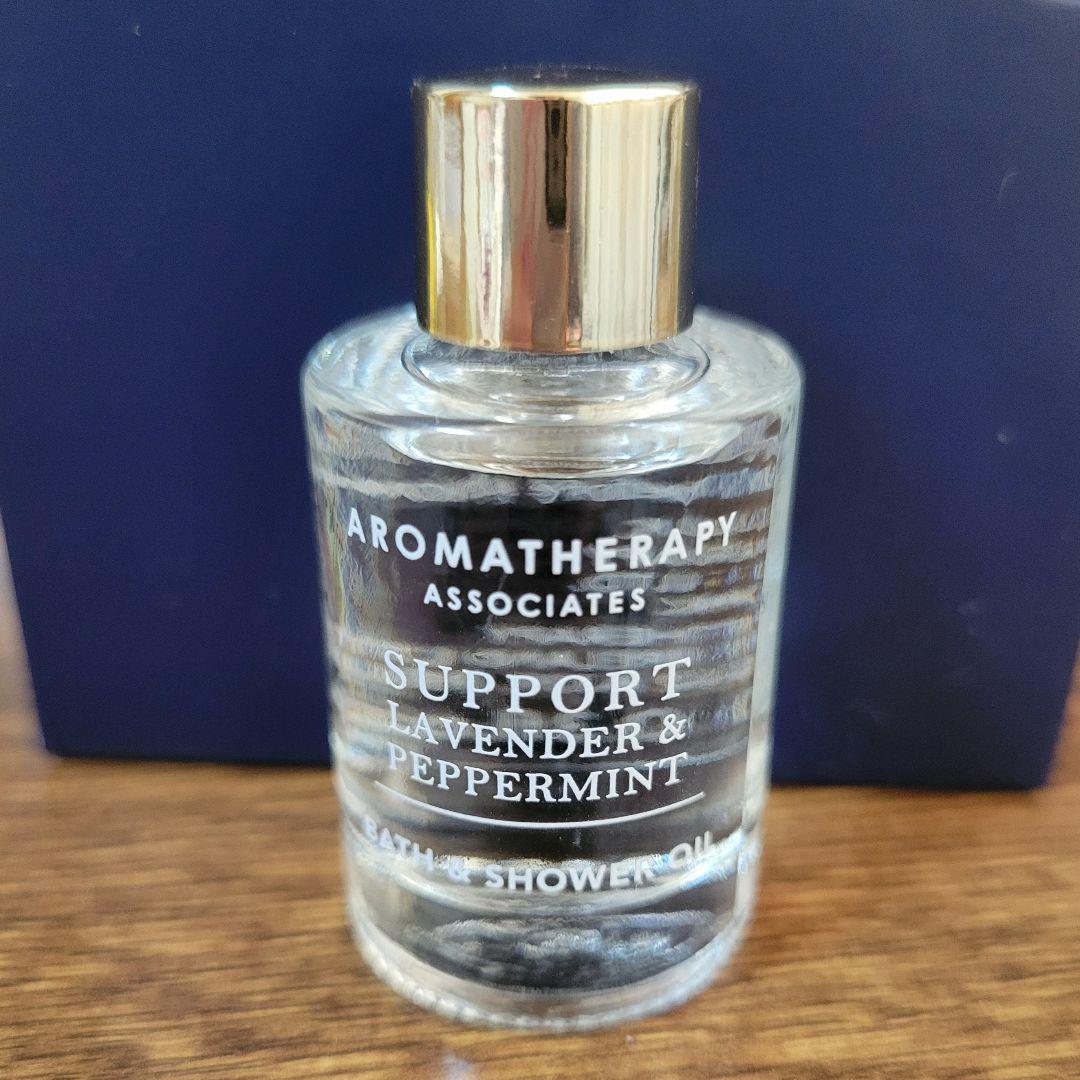 AROMATHERAPY
ASSOCIATES
SUPPORT
LAVENDER &
PEPPERMINT
BATH & SHOWER OIL